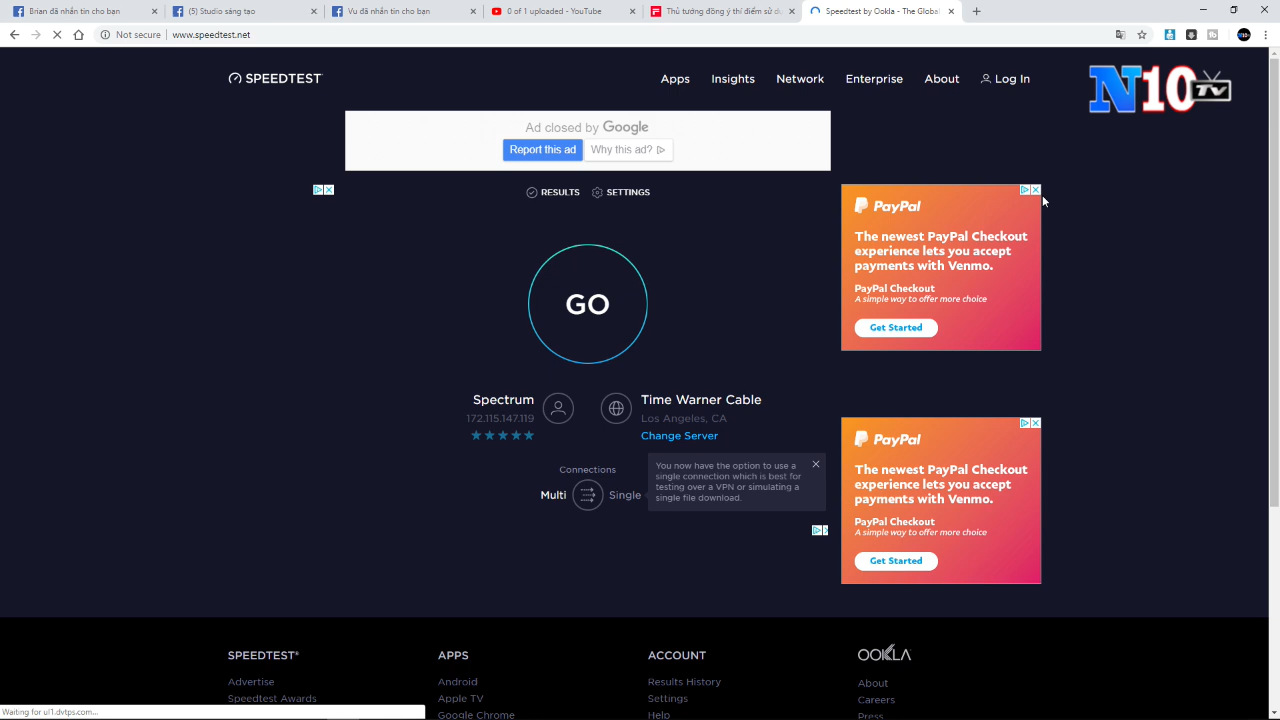 Brian đã nhắn tin cho bạn
(5) Studio sáng tạo
Vu đã nhắn tin cho bạn
0 of 1 uploaded - YouTube
Thủ tướng đồng ý thí điểm sử dụ
Speedtest by Ookla - The Global
Not secure | www.speedtest.net
SPEEDTEST
Apps
Insights
Network
Enterprise
About
Log In
N10 TV
Ad closed by Google
Report this ad
Why this ad?
RESULTS
SETTINGS
PayPal
The newest PayPal Checkout
experience lets you accept
payments with Venmo.
PayPal Checkout
A simple way to offer more choice
Get Started
GO
Spectrum
172.115.147.119
Time Warner Cable
Los Angeles, CA
Change Server
Connections
Multi
Single
You now have the option to use a
single connection which is best for
testing over a VPN or simulating a
single file download.
PayPal
The newest PayPal Checkout
experience lets you accept
payments with Venmo.
PayPal Checkout
A simple way to offer more choice
Get Started
SPEEDTEST®
Advertise
Speedtest Awards
APPS
Android
Apple TV
Google Chrome
ACCOUNT
Results History
Settings
Help
OOKLA
About
Careers
Press
Waiting for ul1.dvtps.com...